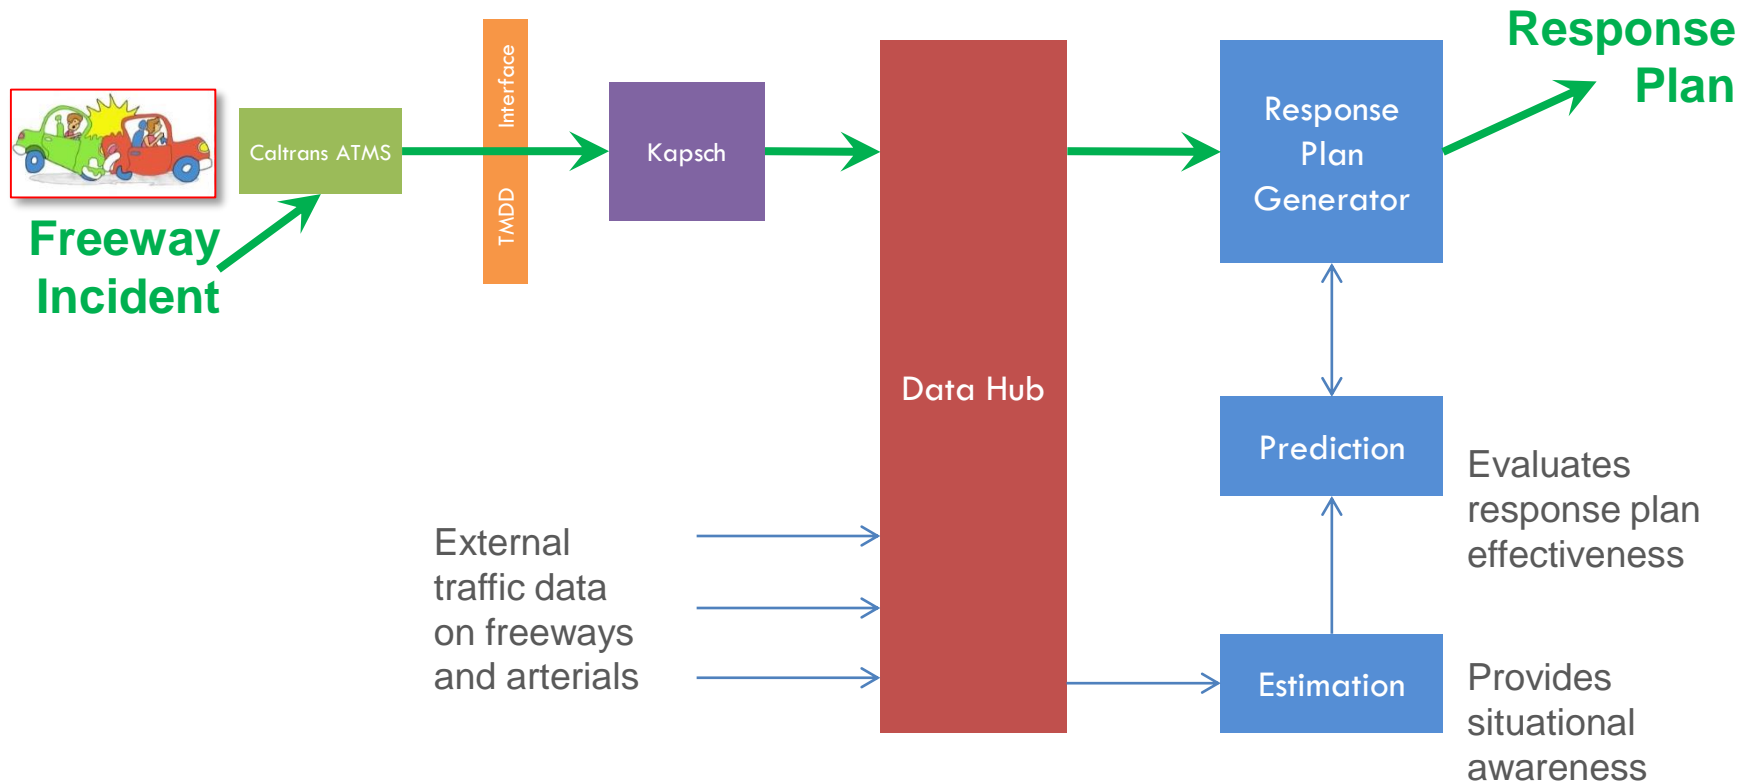 Response
Plan
Interface
TMDD
Caltrans ATMS
Kapsch
Response
Plan
Generator
Freeway
Incident
Data Hub
Prediction
Evaluates
response plan
effectiveness
External
traffic data
on freeways
and arterials
Estimation
Provides
situational
awareness